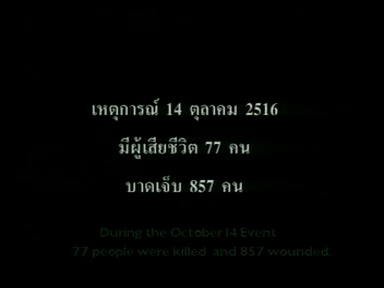 เหตุการณ์ 14 ตุลาคม 2516
มีผู้เสียชีวิต 77 คน
บาดเจ็บ 857 คน
During the October 14 Event
77 people were killed and 857 wounded.